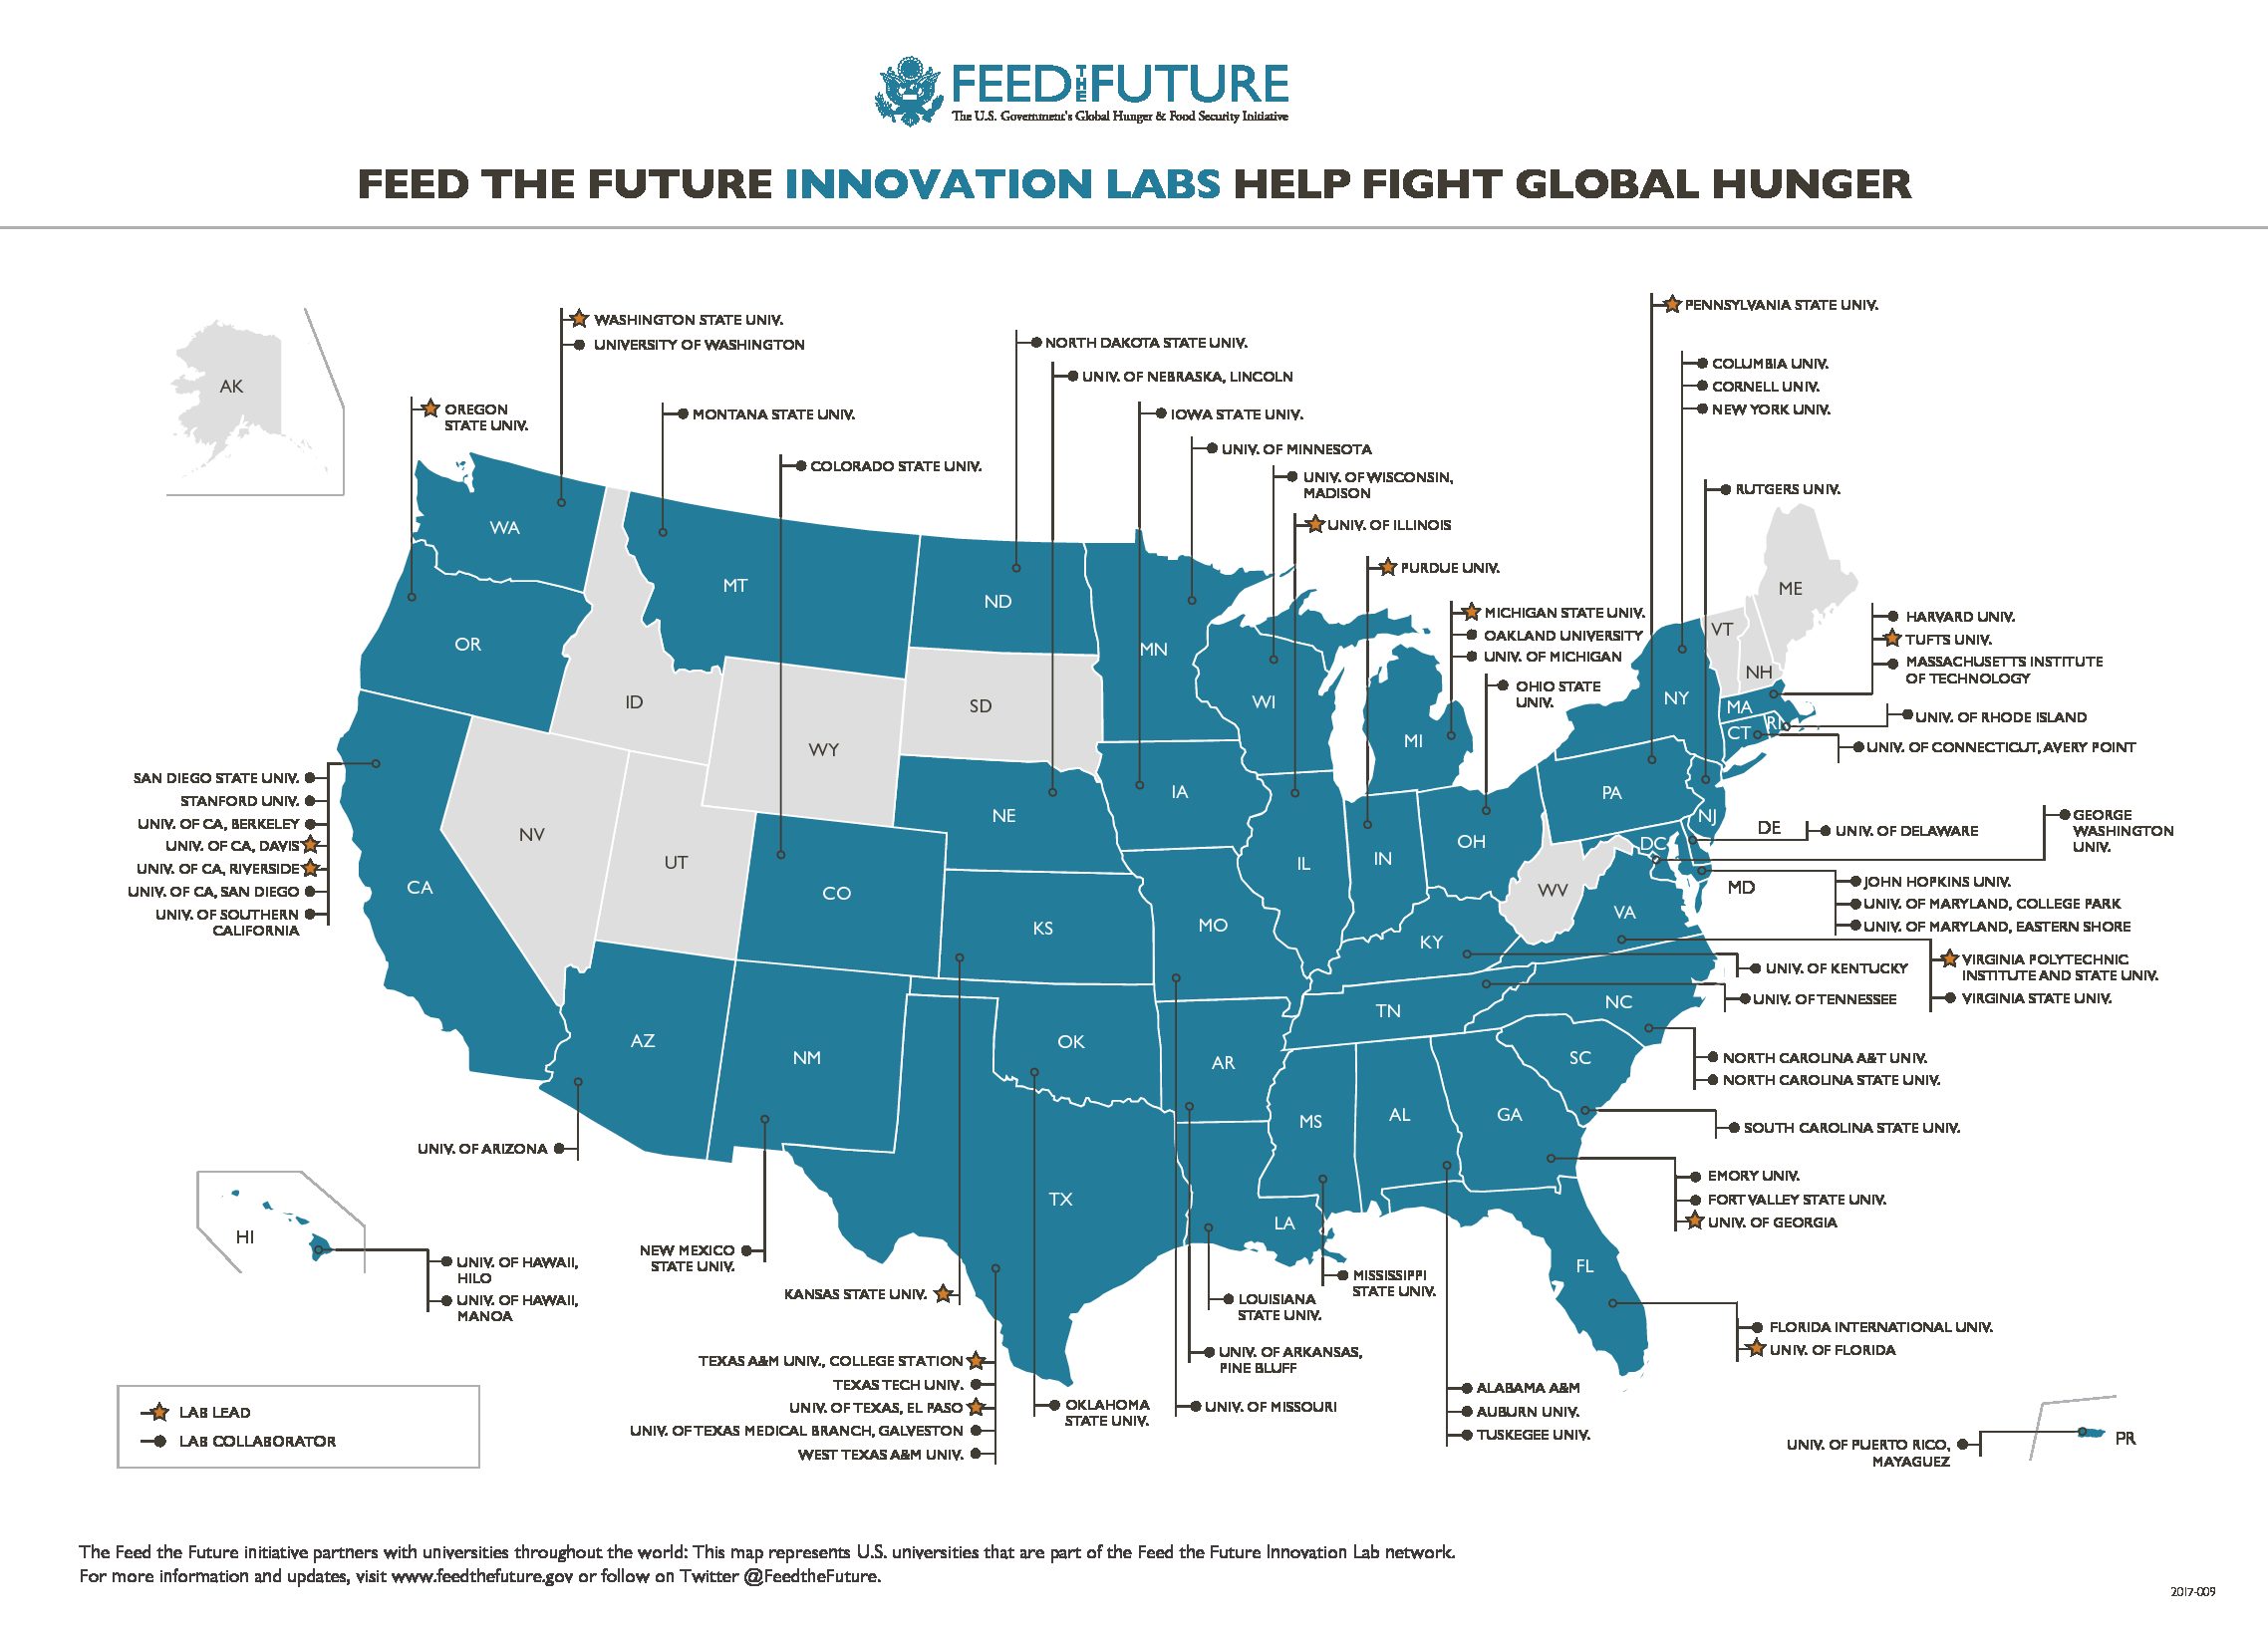 FEED THE FUTURE
The U.S. Government's Global Hunger & Food Security Initiative
FEED THE FUTURE INNOVATION LABS HELP FIGHT GLOBAL HUNGER
AK
OREGON
STATE UNIV.
WASHINGTON STATE UNIV.
UNIVERSITY OF WASHINGTON
MONTANA STATE UNIV.
COLORADO STATE UNIV.
NORTH DAKOTA STATE UNIV.
UNIV. OF NEBRASKA, LINCOLN
IOWA STATE UNIV.
UNIV. OF MINNESOTA
UNIV. OF WISCONSIN,
MADISON
UNIV. OF ILLINOIS
PURDUE UNIV.
MICHIGAN STATE UNIV.
OAKLAND UNIVERSITY
UNIV. OF MICHIGAN
OHIO STATE
UNIV.
PENNSYLVANIA STATE UNIV.
COLUMBIA UNIV.
CORNELL UNIV.
NEW YORK UNIV.
RUTGERS UNIV.
HARVARD UNIV.
TUFTS UNIV.
MASSACHUSETTS INSTITUTE
OF TECHNOLOGY
UNIV. OF RHODE ISLAND
UNIV. OF CONNECTICUT, AVERY POINT
WA
OR
MT
ID
WY
ND
SD
MN
WI
MI
NY
VT
NH
ME
MA
CT
RI
SAN DIEGO STATE UNIV.
STANFORD UNIV.
UNIV. OF CA, BERKELEY
UNIV. OF CA, DAVIS
UNIV. OF CA, RIVERSIDE
UNIV. OF CA, SAN DIEGO
UNIV. OF SOUTHERN
CALIFORNIA
CA
NV
UT
CO
NE
KS
IA
MO
IL
IN
OH
PA
NJ
DC
DE
MD
WV
VA
KY
UNIV. OF DELAWARE
GEORGE
WASHINGTON
UNIV.
JOHN HOPKINS UNIV.
UNIV. OF MARYLAND, COLLEGE PARK
UNIV. OF MARYLAND, EASTERN SHORE
UNIV. OF KENTUCKY
UNIV. OF TENNESSEE
VIRGINIA POLYTECHNIC
INSTITUTE AND STATE UNIV.
VIRGINIA STATE UNIV.
AZ
NM
OK
TX
AR
LA
MS
AL
TN
NC
SC
GA
FL
NORTH CAROLINA A&T UNIV.
NORTH CAROLINA STATE UNIV.
SOUTH CAROLINA STATE UNIV.
EMORY UNIV.
FORT VALLEY STATE UNIV.
UNIV. OF GEORGIA
FLORIDA INTERNATIONAL UNIV.
UNIV. OF FLORIDA
UNIV. OF ARIZONA
HI
UNIV. OF HAWAII,
HILO
UNIV. OF HAWAII,
MANOA
NEW MEXICO
STATE UNIV.
KANSAS STATE UNIV.
TEXAS A&M UNIV., COLLEGE STATION
TEXAS TECH UNIV.
UNIV. OF TEXAS, EL PASO
UNIV. OF TEXAS MEDICAL BRANCH, GALVESTON
WEST TEXAS A&M UNIV.
OKLAHOMA
STATE UNIV.
UNIV. OF MISSOURI
UNIV. OF ARKANSAS,
PINE BLUFF
LOUISIANA
STATE UNIV.
MISSISSIPPI
STATE UNIV.
ALABAMA A&M
AUBURN UNIV.
TUSKEGEE UNIV.
UNIV. OF PUERTO RICO,
MAYAGUEZ
PR
LAB LEAD
LAB COLLABORATOR
The Feed the Future initiative partners with universities throughout the world: This map represents U.S. universities that are part of the Feed the Future Innovation Lab network.
For more information and updates, visit www.feedthefuture.gov or follow on Twitter @FeedtheFuture.
2017-009